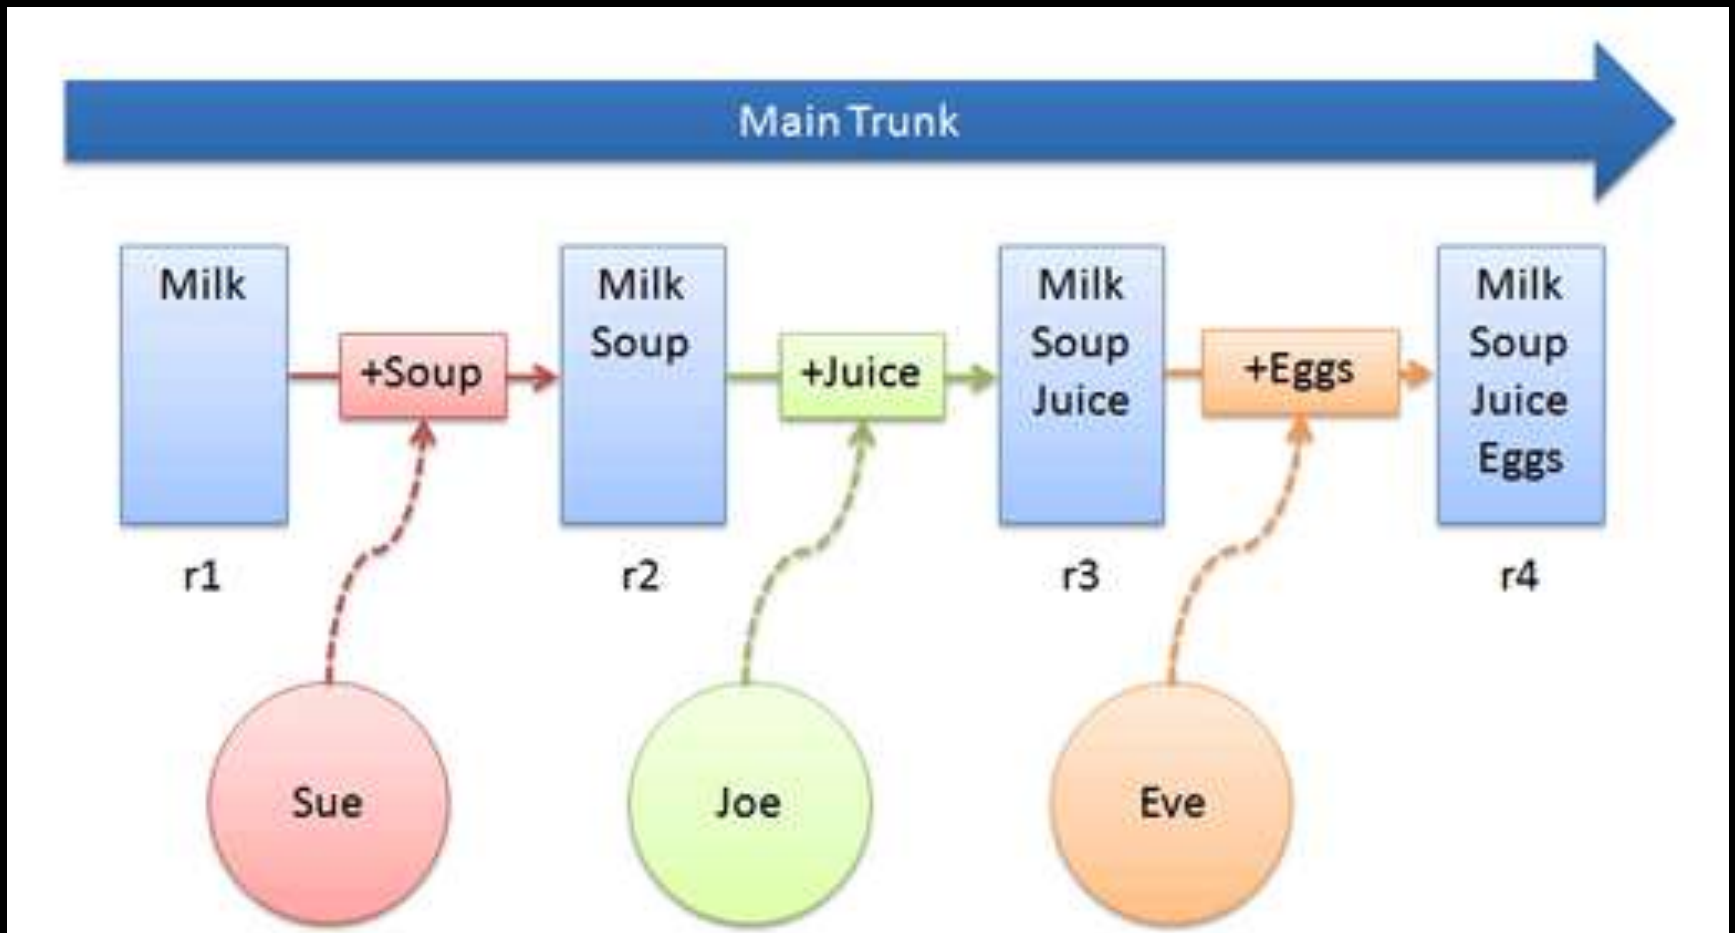 Main Trunk
Milk
+Soup
Milk
Soup
+Juice
Milk
Soup
Juice
+Eggs
Milk
Soup
Juice
Eggs
r1
r2
r3
r4
Sue
Joe
Eve